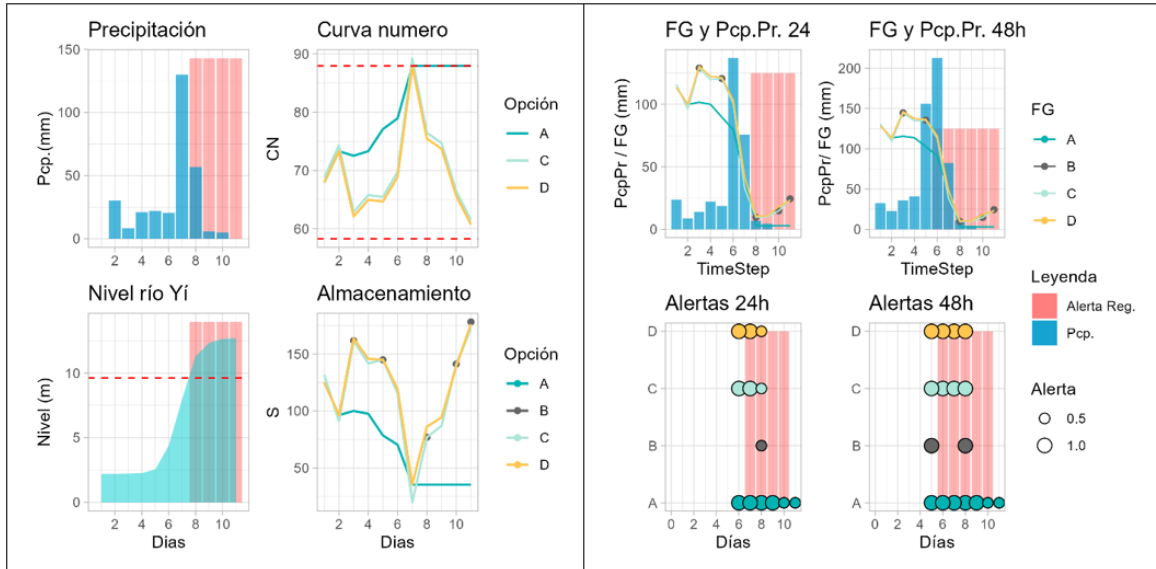 Precipitación
150
100
50
0
Pcp.(mm)
2 4 6 8 10
Curva numero
90
80
70
60
CN
2 4 6 8 10
Opción
A
C
D
Nivel río Yí
10
5
0
Nivel (m)
2 4 6 8 10
Dias
Almacenamiento
150
100
50
S
2 4 6 8 10
Dias
Opción
A
B
C
D
FG y Pcp.Pr. 24
100
50
0
PcpPr / FG (mm)
2 4 6 8 10
TimeStep
FG y Pcp.Pr. 48h
200
150
100
50
0
PcpPr/ FG (mm)
2 4 6 8 10
TimeStep
FG
A
B
C
D
Leyenda
Alerta Reg.
Pcp.
Alertas 24h
D
C
B
A
0 2 4 6 8 10
Días
Alertas 48h
D
C
B
A
0 2 4 6 8 10
Días
Alerta
0.5
1.0